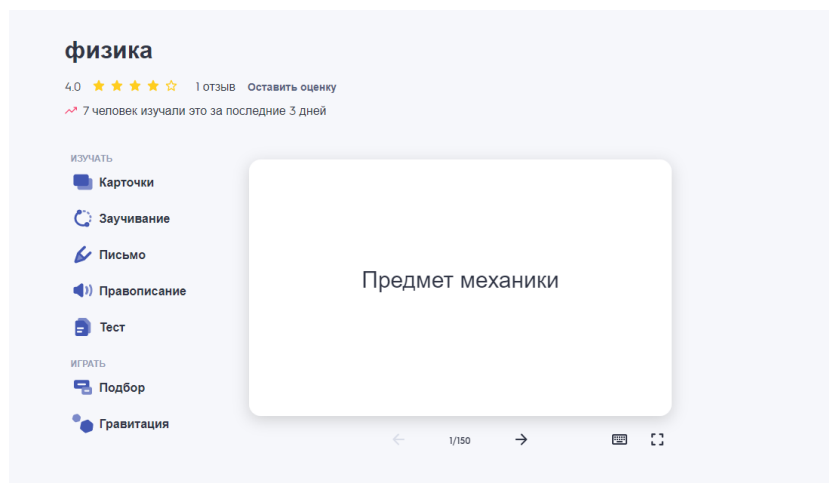 физика
4.0 1 отзыв Оставить оценку
7 человек изучали это за последние 3 дней
ИЗУЧАТЬ
Карточки
Заучивание
Письмо
Правописание
Тест
ИГРАТЬ
Подбор
Гравитация
Предмет механики
1/150